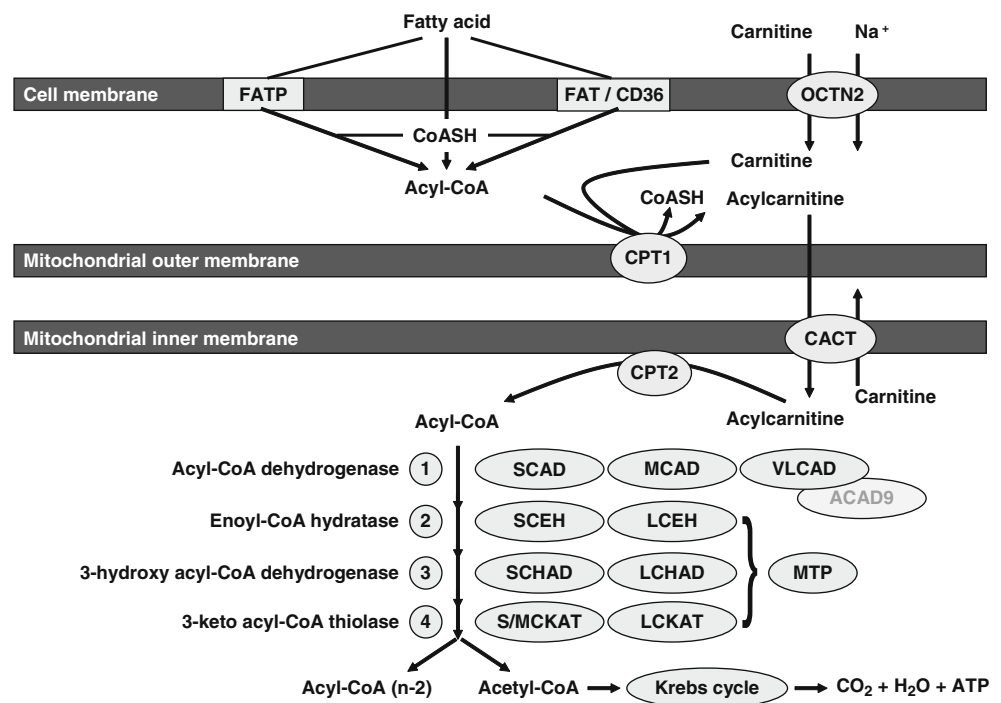 Fatty acid
Carnitine Na⁺
Cell membrane FATP FAT / CD36 OCTN2
CoASH
Carnitine
Acyl-CoA
CoASH Acylcarnitine
Mitochondrial outer membrane CPT1
Mitochondrial inner membrane CACT
CPT2
Carnitine
Acyl-CoA Acylcarnitine
Acyl-CoA dehydrogenase 1 SCAD MCAD VLCAD
ACAD9
Enoyl-CoA hydratase 2 SCEH LCEH
3-hydroxy acyl-CoA dehydrogenase 3 SCHAD LCHAD MTP
3-keto acyl-CoA thiolase 4 S/MCKAT LCKAT
Acyl-CoA (n-2) Acetyl-CoA Krebs cycle CO₂ + H₂O + ATP